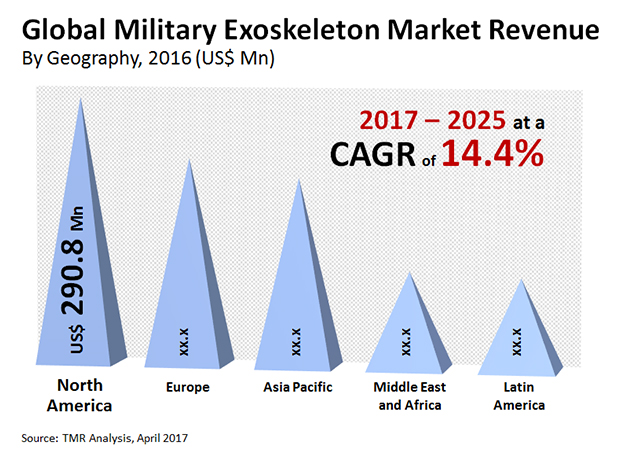 Global Military Exoskeleton Market Revenue
By Geography, 2016 (US$ Mn)
2017 – 2025 at a
CAGR of 14.4%
US$ 290.8 Mn
XX.X
XX.X
XX.X
XX.X
North
America
Europe
Asia Pacific
Middle East
and Africa
Latin
America
Source: TMR Analysis, April 2017